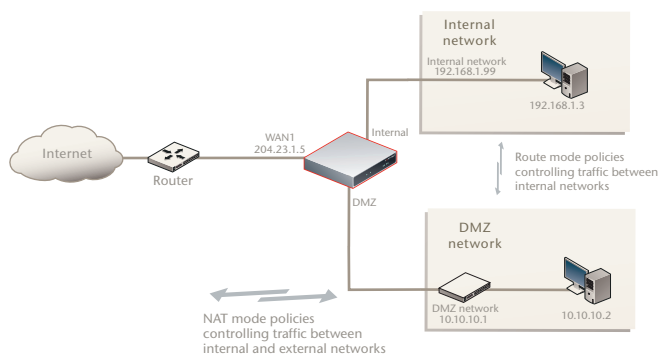 Internal
network
Internal network
192.168.1.99
192.168.1.3
WAN1
204.23.1.5
Internal
Internet
Router
DMZ
Route mode policies
controlling traffic between
internal networks
DMZ
network
DMZ network
10.10.10.1
10.10.10.2
NAT mode policies
controlling traffic between
internal and external networks